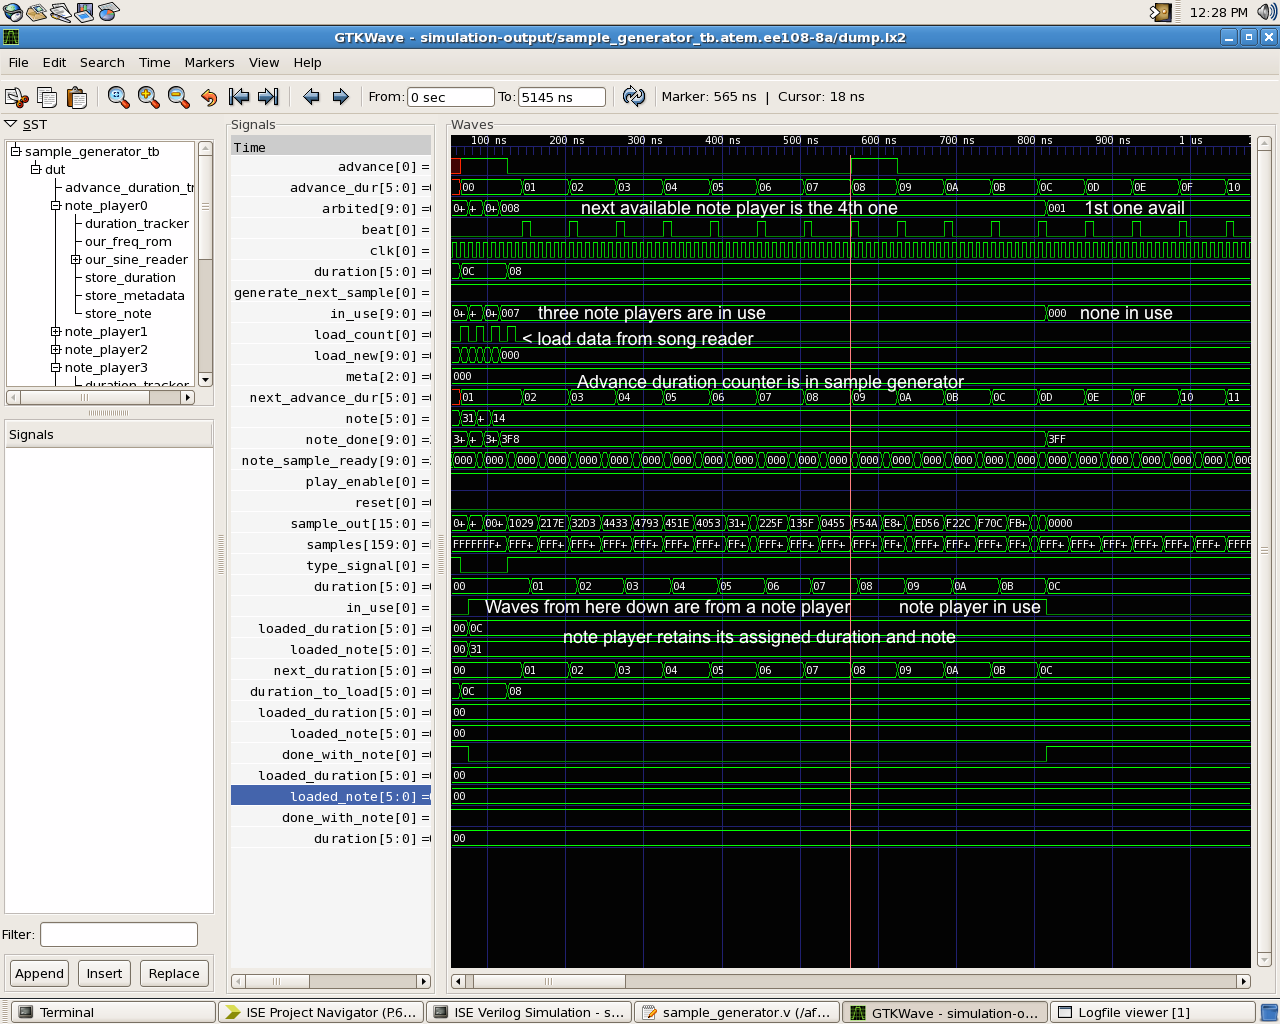 12:28 PM
GTKWave - simulation-output/sample_generator_tb.atem.ee108-8a/dump.lx2
File Edit Search Time Markers View Help
From: 0 sec To: 5145 ns Marker: 565 ns | Cursor: 18 ns
SST
sample_generator_tb
dut
advance_duration_tr
note_player0
duration_tracker
our_freq_rom
our_sine_reader
store_duration
store_metadata
store_note
note_player1
note_player2
note_player3
duration_tracker
Signals
Filter:
Append Insert Replace
Signals
Time
Waves
100 ns 200 ns 300 ns 400 ns 500 ns 600 ns 700 ns 800 ns 900 ns 1 us
advance[0] =
advance_dur[5:0] = 00 01 02 03 04 05 06 07 08 09 0A 0B 0C 0D 0E 0F 10
arbited[9:0] = 0+ + 0+ 008 next available note player is the 4th one 001 1st one avail
beat[0] =
clk[0] =
duration[5:0] = 0C 08
generate_next_sample[0] =
in_use[9:0] = 0+ + 0+ 007 three note players are in use 000 none in use
load_count[0] = < load data from song reader
load_new[9:0] = 000
meta[2:0] = 000 Advance duration counter is in sample generator
next_advance_dur[5:0] = 01 02 03 04 05 06 07 08 09 0A 0B 0C 0D 0E 0F 10 11
note[5:0] = 31 + 14
note_done[9:0] = 3+ + 3+ 3F8 3FF
note_sample_ready[9:0] = 000 000 000 000 000 000 000 000 000 000 000 000 000 000 000 000 000 000 000 000 000 000 000 000 000 000
play_enable[0] =
reset[0] =
sample_out[15:0] = 0+ + 00+ 1029 217E 32D3 4433 4793 451E 4053 31+ 225F 135F 0455 F54A E8+ ED56 F22C F70C FB+ 0000
samples[159:0] = FFFFFFF+ FFF+ FFF+ FFF+ FFF+ FFF+ FFF+ FFF+ FF+ FFF+ FFF+ FFF+ FFF+ FF+ FFF+ FFF+ FFF+ FF+ FFF+ FFF+ FFF+ FFF+ FFF+ FFF+ FFFF
type_signal[0] =
duration[5:0] = 00 01 02 03 04 05 06 07 08 09 0A 0B 0C
in_use[0] = Waves from here down are from a note player note player in use
loaded_duration[5:0] = 00 0C
note player retains its assigned duration and note
loaded_note[5:0] = 00 31
next_duration[5:0] = 00 01 02 03 04 05 06 07 08 09 0A 0B 0C
duration_to_load[5:0] = 0C 08
loaded_duration[5:0] = 00
loaded_note[5:0] = 00
done_with_note[0] =
loaded_duration[5:0] = 00
loaded_note[5:0] = 00
done_with_note[0] =
duration[5:0] = 00
Terminal ISE Project Navigator (P.6... ISE Verilog Simulation - s... sample_generator.v (/af... GTKWave - simulation-o... Logfile viewer [1]